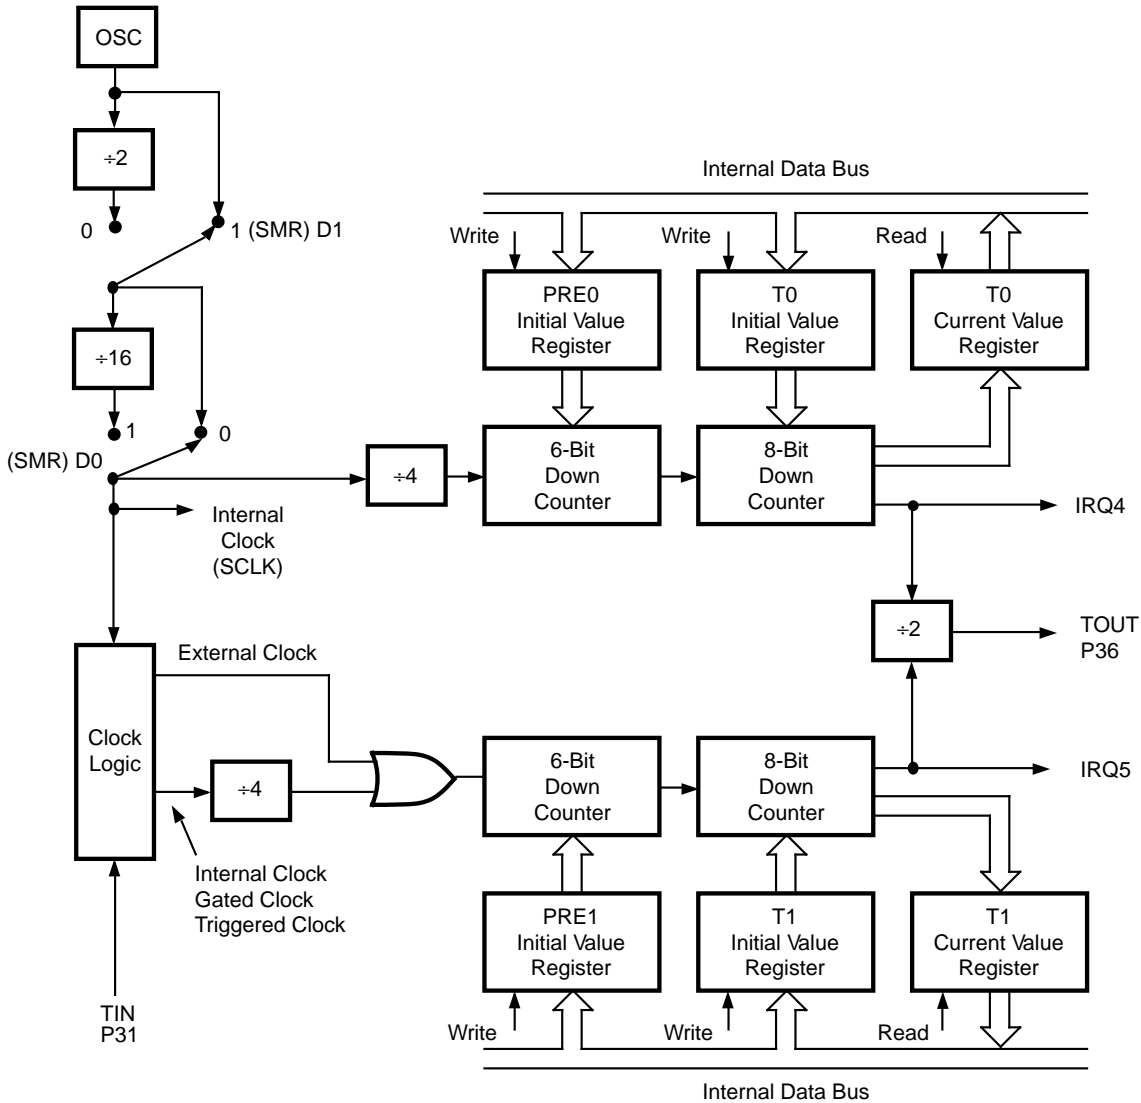 OSC
÷2
0
1 (SMR) D1
÷16
1
0
(SMR) D0
Internal
Clock
(SCLK)
÷4
Internal Data Bus
Write
Write
Read
PRE0
Initial Value
Register
T0
Initial Value
Register
T0
Current Value
Register
6-Bit
Down
Counter
8-Bit
Down
Counter
IRQ4
÷2
TOUT
P36
External Clock
Clock
Logic
÷4
Internal Clock
Gated Clock
Triggered Clock
TIN
P31
6-Bit
Down
Counter
8-Bit
Down
Counter
IRQ5
PRE1
Initial Value
Register
T1
Initial Value
Register
T1
Current Value
Register
Write
Write
Read
Internal Data Bus